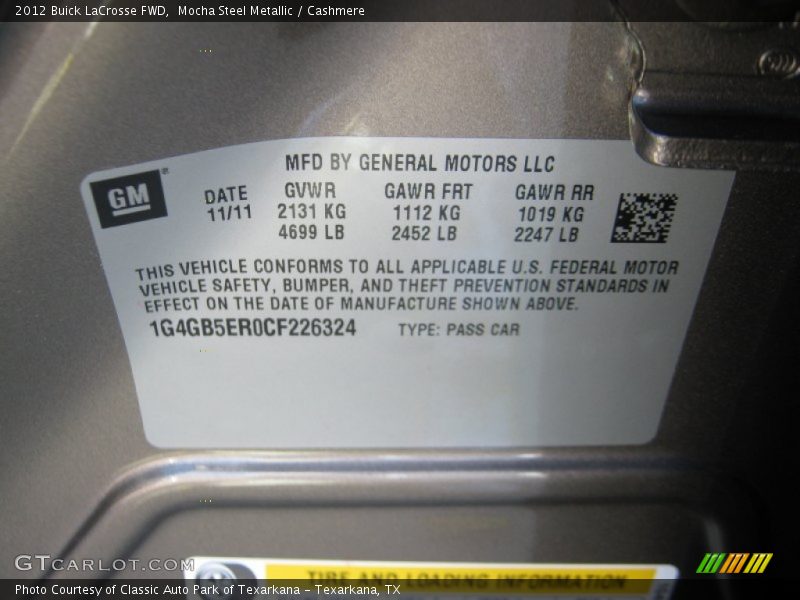 2012 Buick LaCrosse FWD, Mocha Steel Metallic / Cashmere
MFD BY GENERAL MOTORS LLC
GM
DATE GVWR GAWR FRT GAWR RR
11/11 2131 KG 1112 KG 1019 KG
4699 LB 2452 LB 2247 LB
THIS VEHICLE CONFORMS TO ALL APPLICABLE U.S. FEDERAL MOTOR
VEHICLE SAFETY, BUMPER, AND THEFT PREVENTION STANDARDS IN
EFFECT ON THE DATE OF MANUFACTURE SHOWN ABOVE.
1G4GB5ER0CF226324 TYPE: PASS CAR
TIRE AND LOADING INFORMATION
GTCARLOT.COM
Photo Courtesy of Classic Auto Park of Texarkana – Texarkana, TX